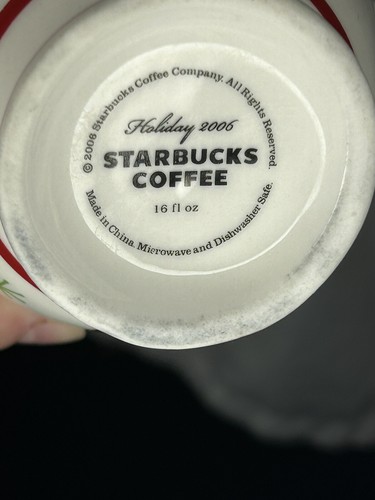 © 2006 Starbucks Coffee Company. All Rights Reserved.
Holiday 2006
STARBUCKS
COFFEE
16 fl oz
Made in China. Microwave and Dishwasher Safe.